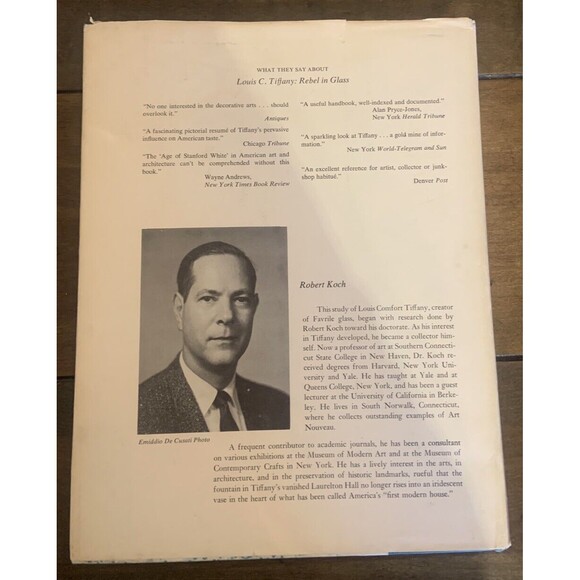 WHAT THEY SAY ABOUT
Louis C. Tiffany: Rebel in Glass
"No one interested in the decorative arts . . . should
overlook it."
Antiques
"A fascinating pictorial resumé of Tiffany's pervasive
influence on American taste."
Chicago Tribune
"The 'Age of Stanford White' in American art and
architecture can't be comprehended without this
book."
Wayne Andrews,
New York Times Book Review
"A useful handbook, well-indexed and documented."
Alan Pryce-Jones,
New York Herald Tribune
"A sparkling look at Tiffany . . . a gold mine of infor-
mation."
New York World-Telegram and Sun
"An excellent reference for artist, collector or junk-
shop habitué."
Denver Post
Robert Koch
This study of Louis Comfort Tiffany, creator
of Favrile glass, began with research done by
Robert Koch toward his doctorate. As his interest
in Tiffany developed, he became a collector him-
self. Now a professor of art at Southern Connecti-
cut State College in New Haven, Dr. Koch re-
ceived degrees from Harvard, New York Uni-
versity and Yale. He has taught at Yale and at
Queens College, New York, and has been a guest
lecturer at the University of California in Berke-
ley. He lives in South Norwalk, Connecticut,
where he collects outstanding examples of Art
Nouveau.
Emiddio De Cusati Photo
A frequent contributor to academic journals, he has been a consultant
on various exhibitions at the Museum of Modern Art and at the Museum of
Contemporary Crafts in New York. He has a lively interest in the arts, in
architecture, and in the preservation of historic landmarks, rueful that the
fountain in Tiffany's vanished Laurelton Hall no longer rises into an iridescent
vase in the heart of what has been called America's "first modern house."